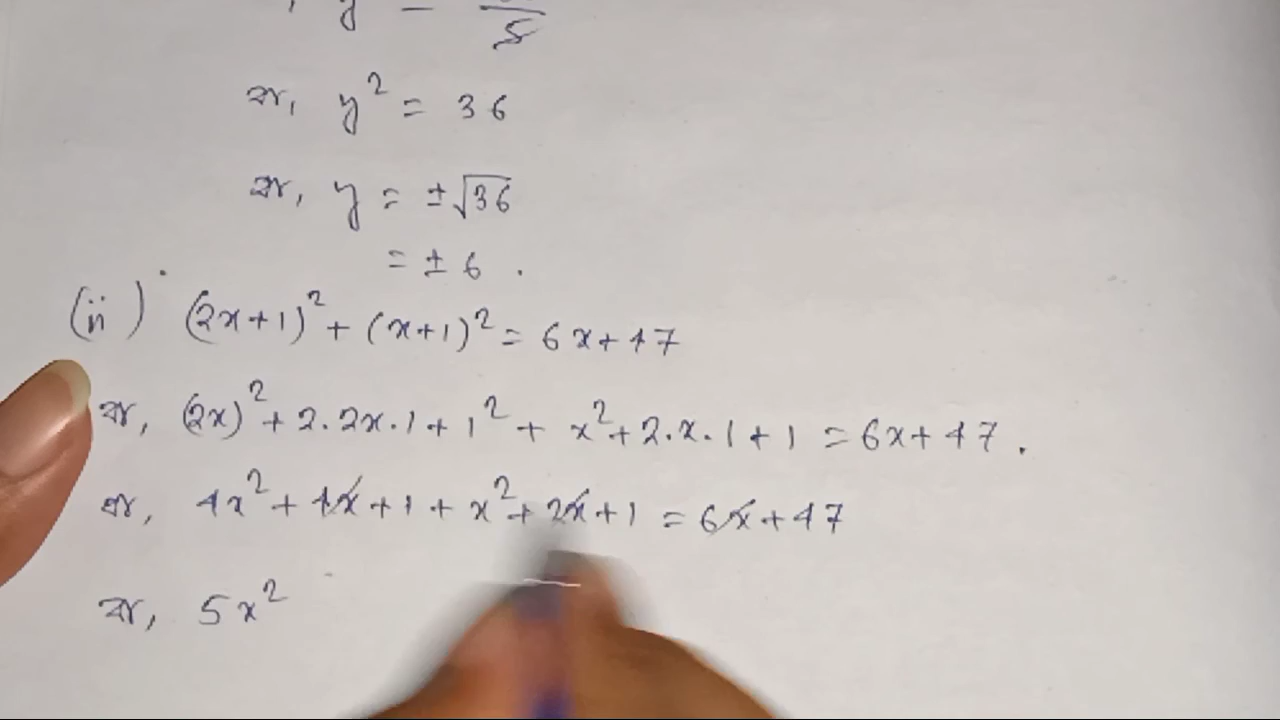 y = /5
বা, y² = 36
বা, y = ±√36
= ± 6 .
(ii) (2x+1)² + (x+1)² = 6x+47
বা, (2x)² + 2.2x.1 + 1² + x² + 2.x.1 + 1 = 6x + 47 .
বা, 4x² + 4x + 1 + x² + 2x + 1 = 6x + 47
বা, 5x²